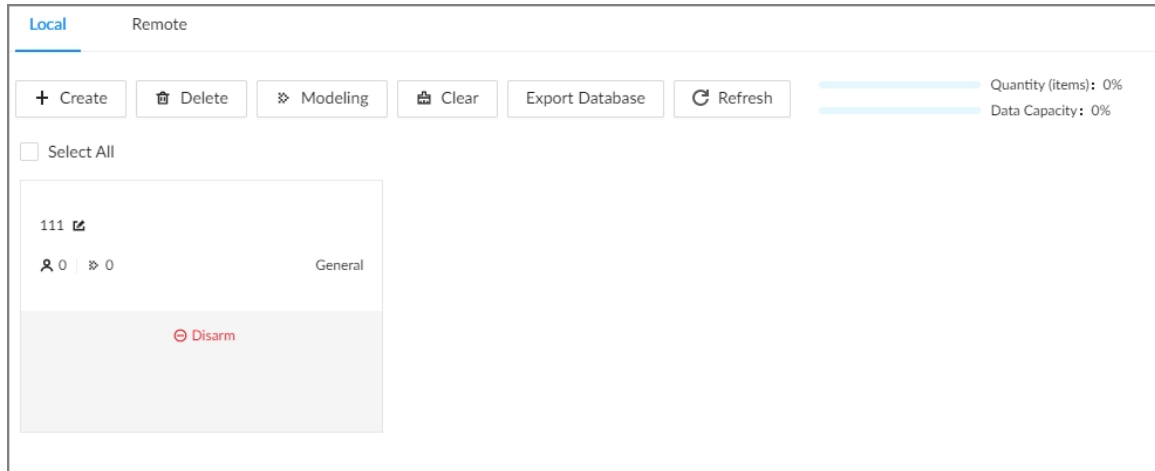 Local Remote
Create Delete Modeling Clear Export Database Refresh Quantity (items): 0%
Data Capacity: 0%
Select All
111
0 0 General
Disarm